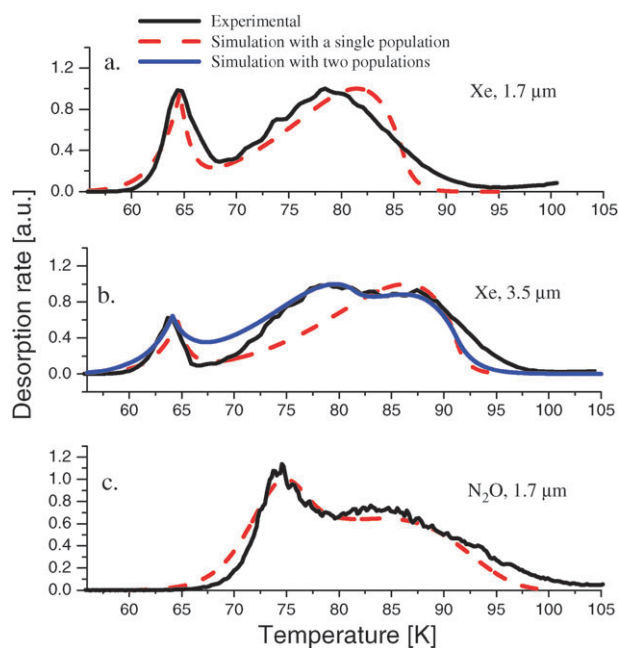 Experimental
Simulation with a single population
Simulation with two populations
a.
Xe, 1.7 µm
1.2
1.0
0.8
0.4
0.0
60 65 70 75 80 85 90 95 100 105
b.
Xe, 3.5 µm
1.2
0.8
0.4
0.0
60 65 70 75 80 85 90 95 100 105
c.
N₂O, 1.7 µm
1.2
1.0
0.8
0.6
0.4
0.2
0.0
60 65 70 75 80 85 90 95 100 105
Desorption rate [a.u.]
Temperature [K]